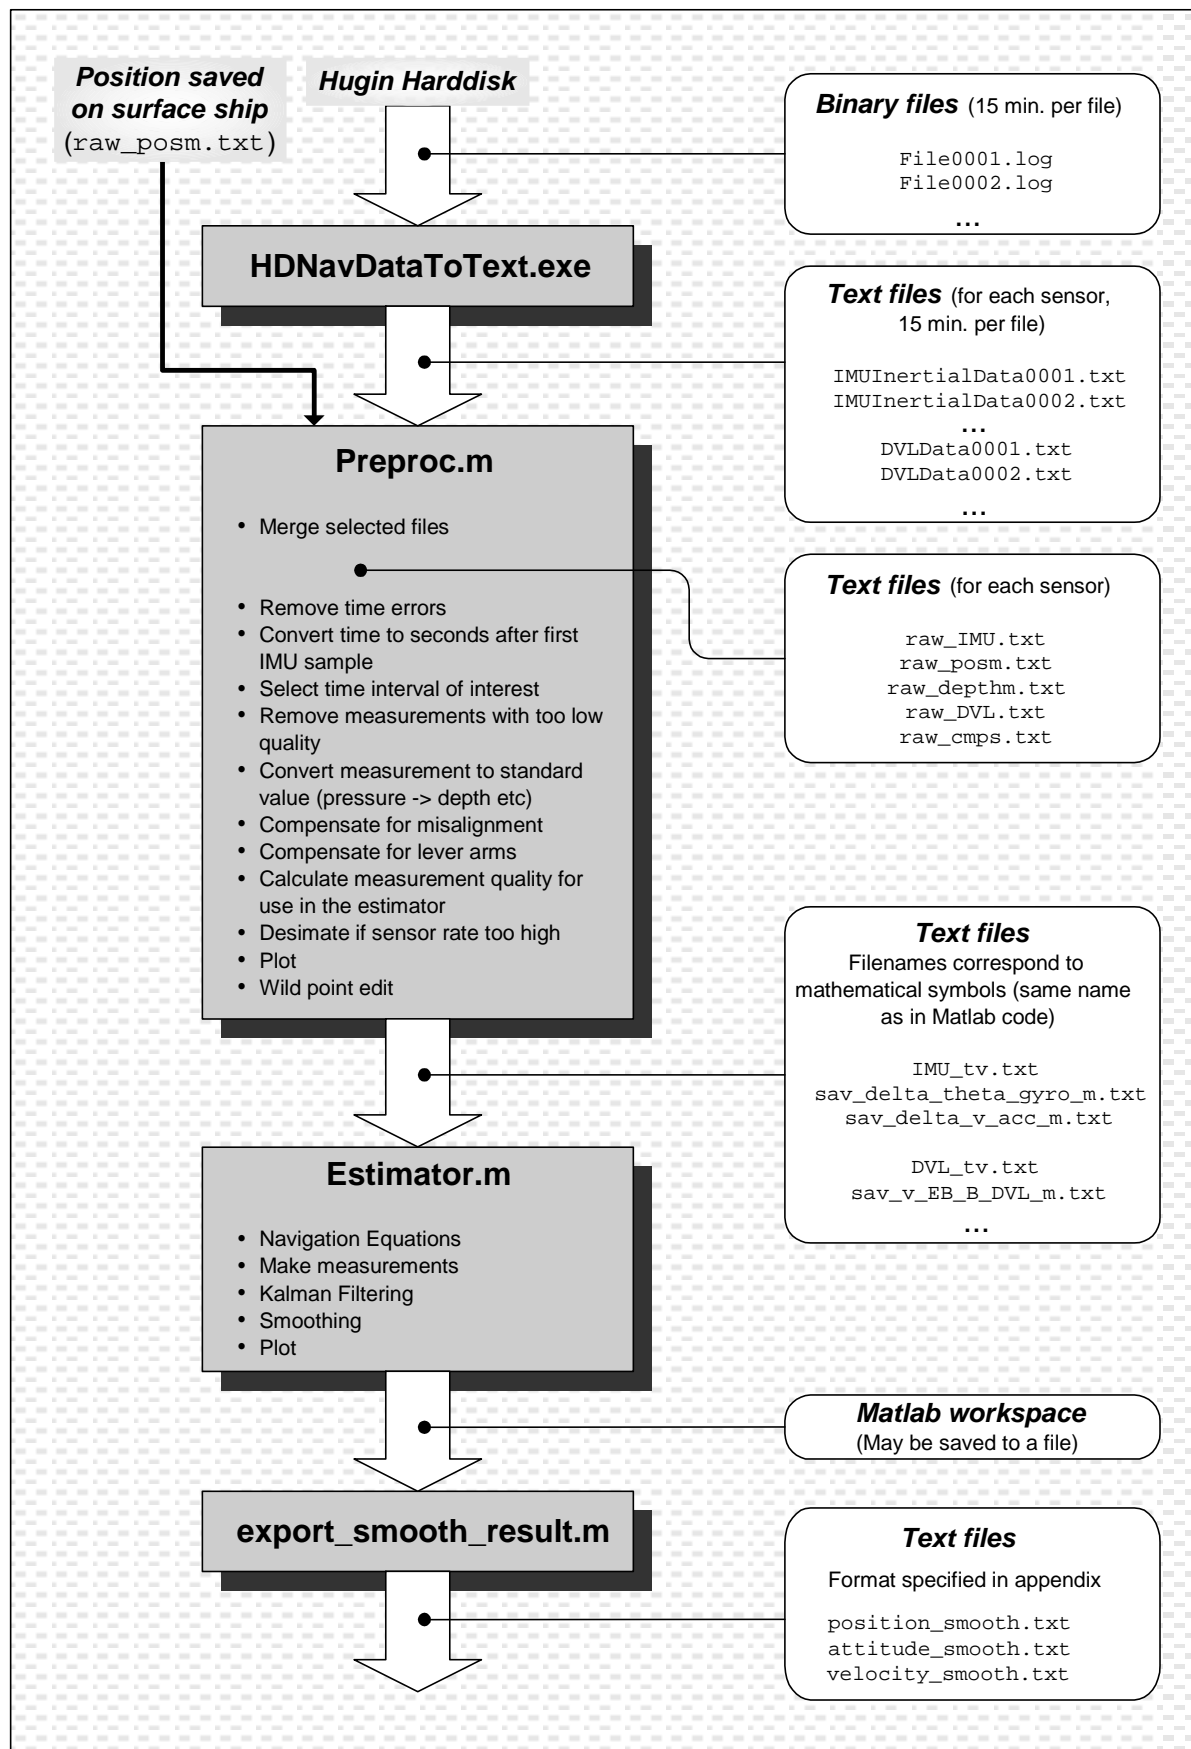 Position saved
on surface ship
(raw_posm.txt)
Hugin Harddisk
Binary files (15 min. per file)
File0001.log
File0002.log
...
HDNavDataToText.exe
Text files (for each sensor,
15 min. per file)
IMUInertialData0001.txt
IMUInertialData0002.txt
...
DVLData0001.txt
DVLData0002.txt
...
Preproc.m
• Merge selected files
• Remove time errors
• Convert time to seconds after first
IMU sample
• Select time interval of interest
• Remove measurements with too low
quality
• Convert measurement to standard
value (pressure -> depth etc)
• Compensate for misalignment
• Compensate for lever arms
• Calculate measurement quality for
use in the estimator
• Desimate if sensor rate too high
• Plot
• Wild point edit
Text files (for each sensor)
raw_IMU.txt
raw_posm.txt
raw_depthm.txt
raw_DVL.txt
raw_cmps.txt
Text files
Filenames correspond to
mathematical symbols (same name
as in Matlab code)
IMU_tv.txt
sav_delta_theta_gyro_m.txt
sav_delta_v_acc_m.txt
DVL_tv.txt
sav_v_EB_B_DVL_m.txt
...
Estimator.m
• Navigation Equations
• Make measurements
• Kalman Filtering
• Smoothing
• Plot
Matlab workspace
(May be saved to a file)
export_smooth_result.m
Text files
Format specified in appendix
position_smooth.txt
attitude_smooth.txt
velocity_smooth.txt